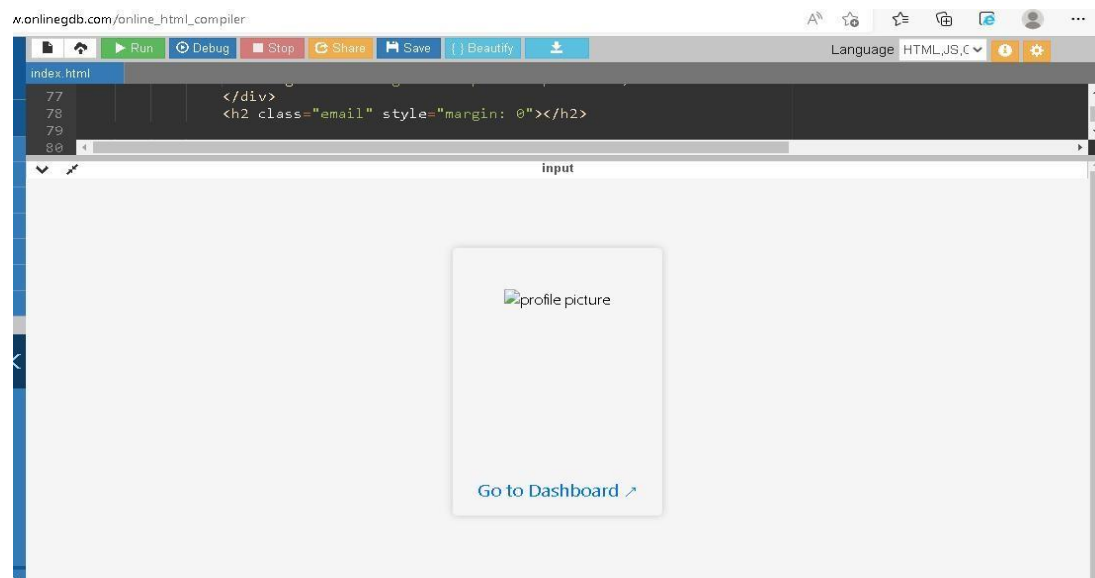 w.onlinegdb.com/online_html_compiler
Run Debug Stop Share Save { } Beautify Language HTML,JS,C
index.html
77 </div>
78 <h2 class="email" style="margin: 0"></h2>
79
80
input
profile picture
Go to Dashboard ↗